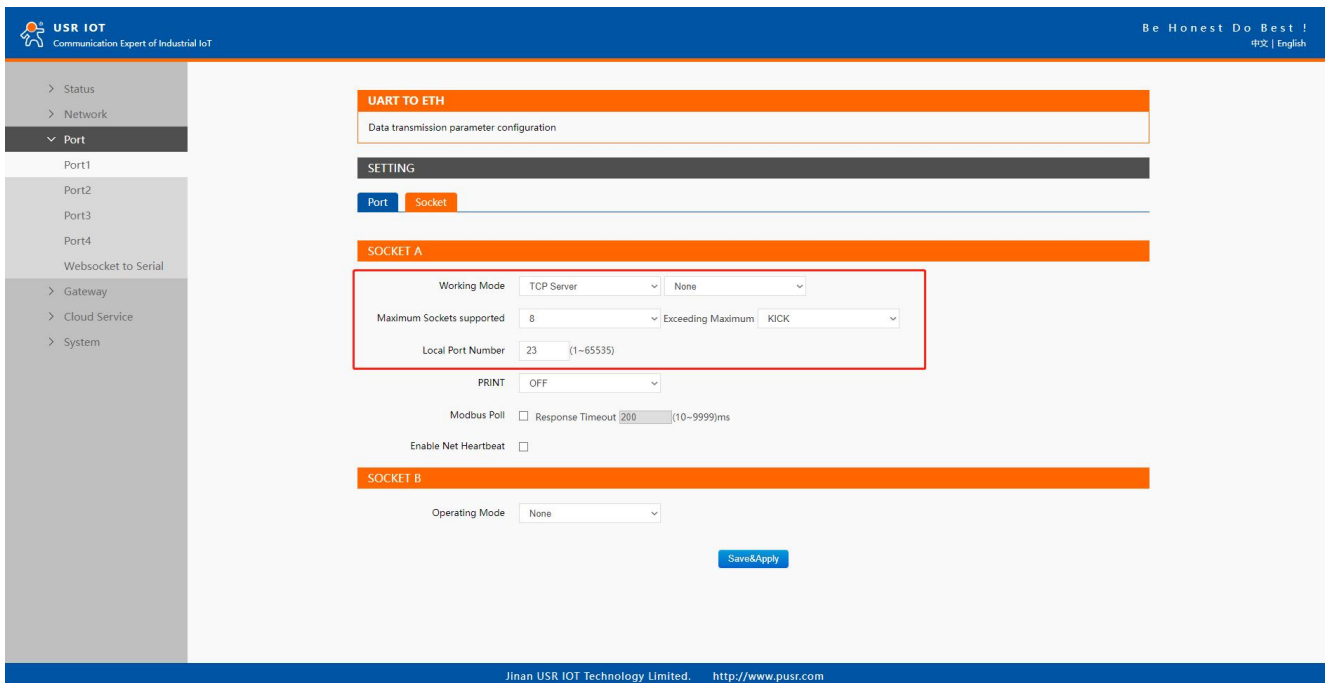 USR IOT
Communication Expert of Industrial IoT
Be Honest Do Best !
中文 | English
Status
Network
Port
Port1
Port2
Port3
Port4
Websocket to Serial
Gateway
Cloud Service
System
UART TO ETH
Data transmission parameter configuration
SETTING
Port Socket
SOCKET A
Working Mode TCP Server None
Maximum Sockets supported 8 Exceeding Maximum KICK
Local Port Number 23 (1~65535)
PRINT OFF
Modbus Poll Response Timeout 200 (10~9999)ms
Enable Net Heartbeat
SOCKET B
Operating Mode None
Save&Apply
Jinan USR IOT Technology Limited. http://www.pusr.com